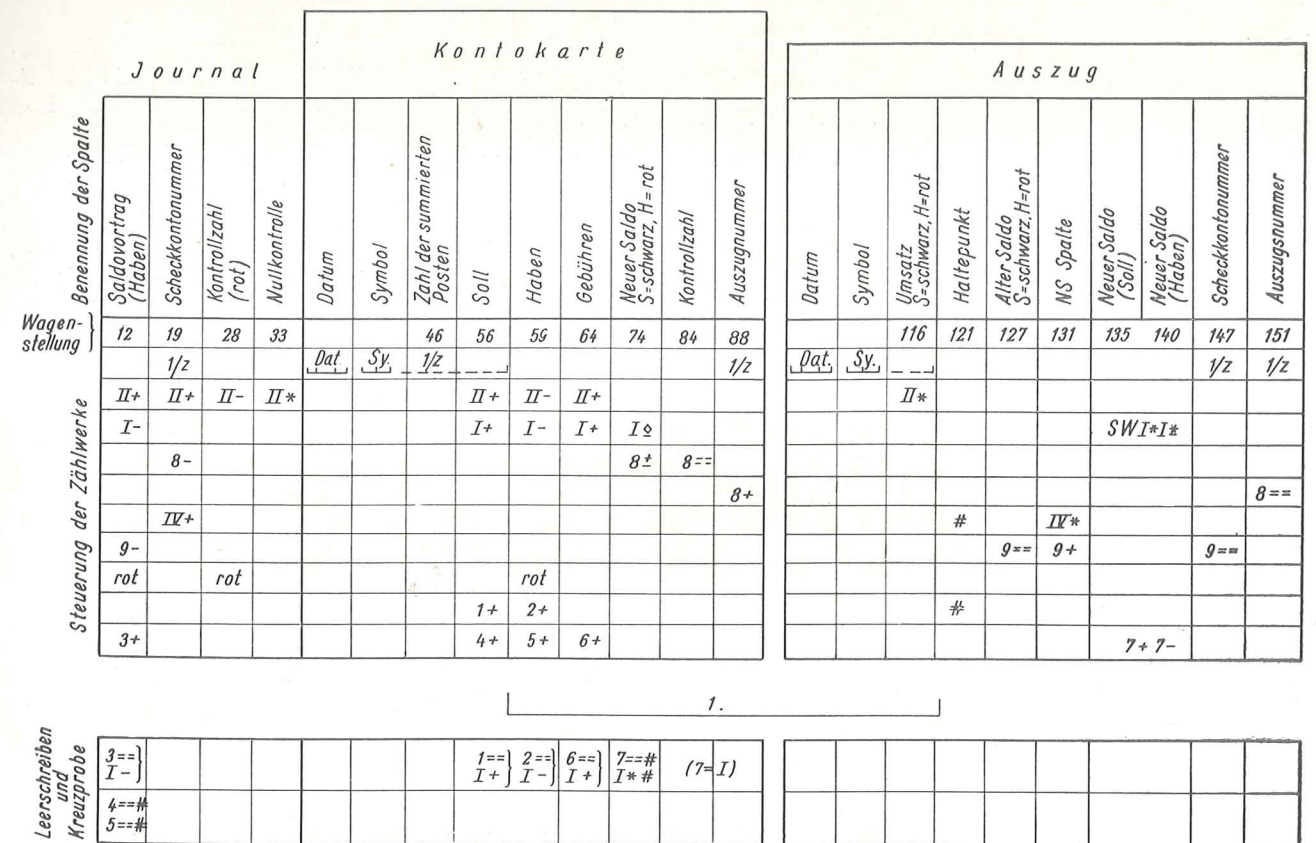 Kontokarte
Journal
Auszug
Benennung der Spalte
Saldovortrag (Haben)
Scheckkontonummer
Kontrollzahl (rot)
Nullkontrolle
Datum
Symbol
Zahl der summierten Posten
Soll
Haben
Gebühren
Neuer Saldo S=schwarz, H=rot
Kontrollzahl
Auszugnummer
Datum
Symbol
Umsatz S=schwarz, H=rot
Haltepunkt
Alter Saldo S=schwarz, H=rot
NS Spalte
Neuer Saldo (Soll)
Neuer Saldo (Haben)
Scheckkontonummer
Auszugsnummer
Wagen-stellung 12 19 28 33 46 56 59 64 74 84 88 116 121 127 131 135 140 147 151
1/z Dat. Sy. 1/z 1/z Dat. Sy. 1/z 1/z
Steuerung der Zählwerke
II+ II+ II- II* II+ II- II+ II*
I- I+ I- I+ I◊ SWI*I*
8- 8± 8==
8+ 8==
IV+ # IV*
9- 9== 9+ 9==
rot rot rot
1+ 2+ #
3+ 4+ 5+ 6+ 7+ 7-
1.
Leerschreiben und Kreuzprobe
3==} 1==} 2==} 6==} 7==# (7=I)
I- I+ I- I+ I*#
4==#
5==#